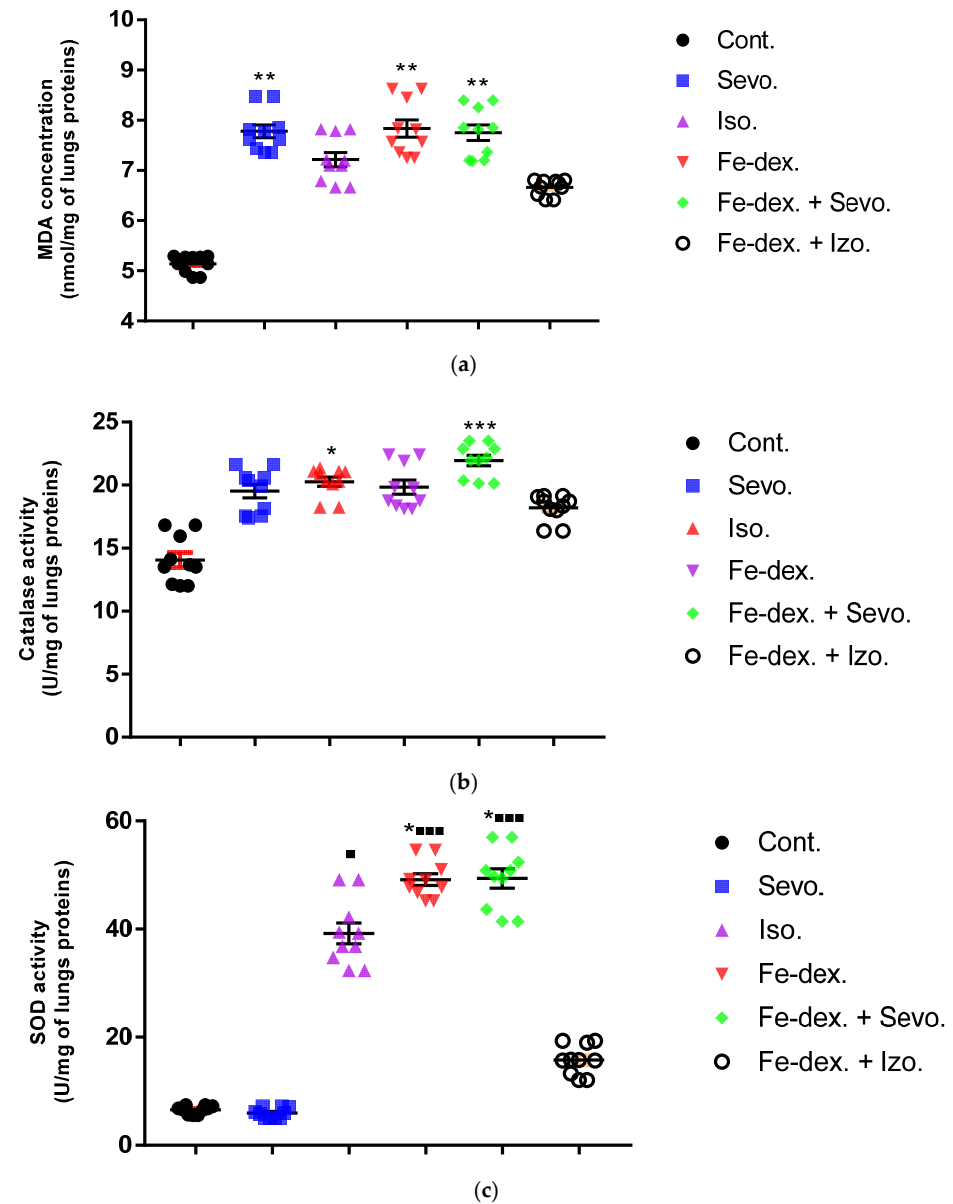 MDA concentration
(nmol/mg of lungs proteins)
10
9
8
7
6
5
4
**
**
**
Cont.
Sevo.
Iso.
Fe-dex.
Fe-dex. + Sevo.
Fe-dex. + Izo.
(a)
Catalase activity
(U/mg of lungs proteins)
25
20
15
10
5
0
*
***
Cont.
Sevo.
Iso.
Fe-dex.
Fe-dex. + Sevo.
Fe-dex. + Izo.
(b)
SOD activity
(U/mg of lungs proteins)
60
40
20
0
■
*■■■
*■■■
Cont.
Sevo.
Iso.
Fe-dex.
Fe-dex. + Sevo.
Fe-dex. + Izo.
(c)